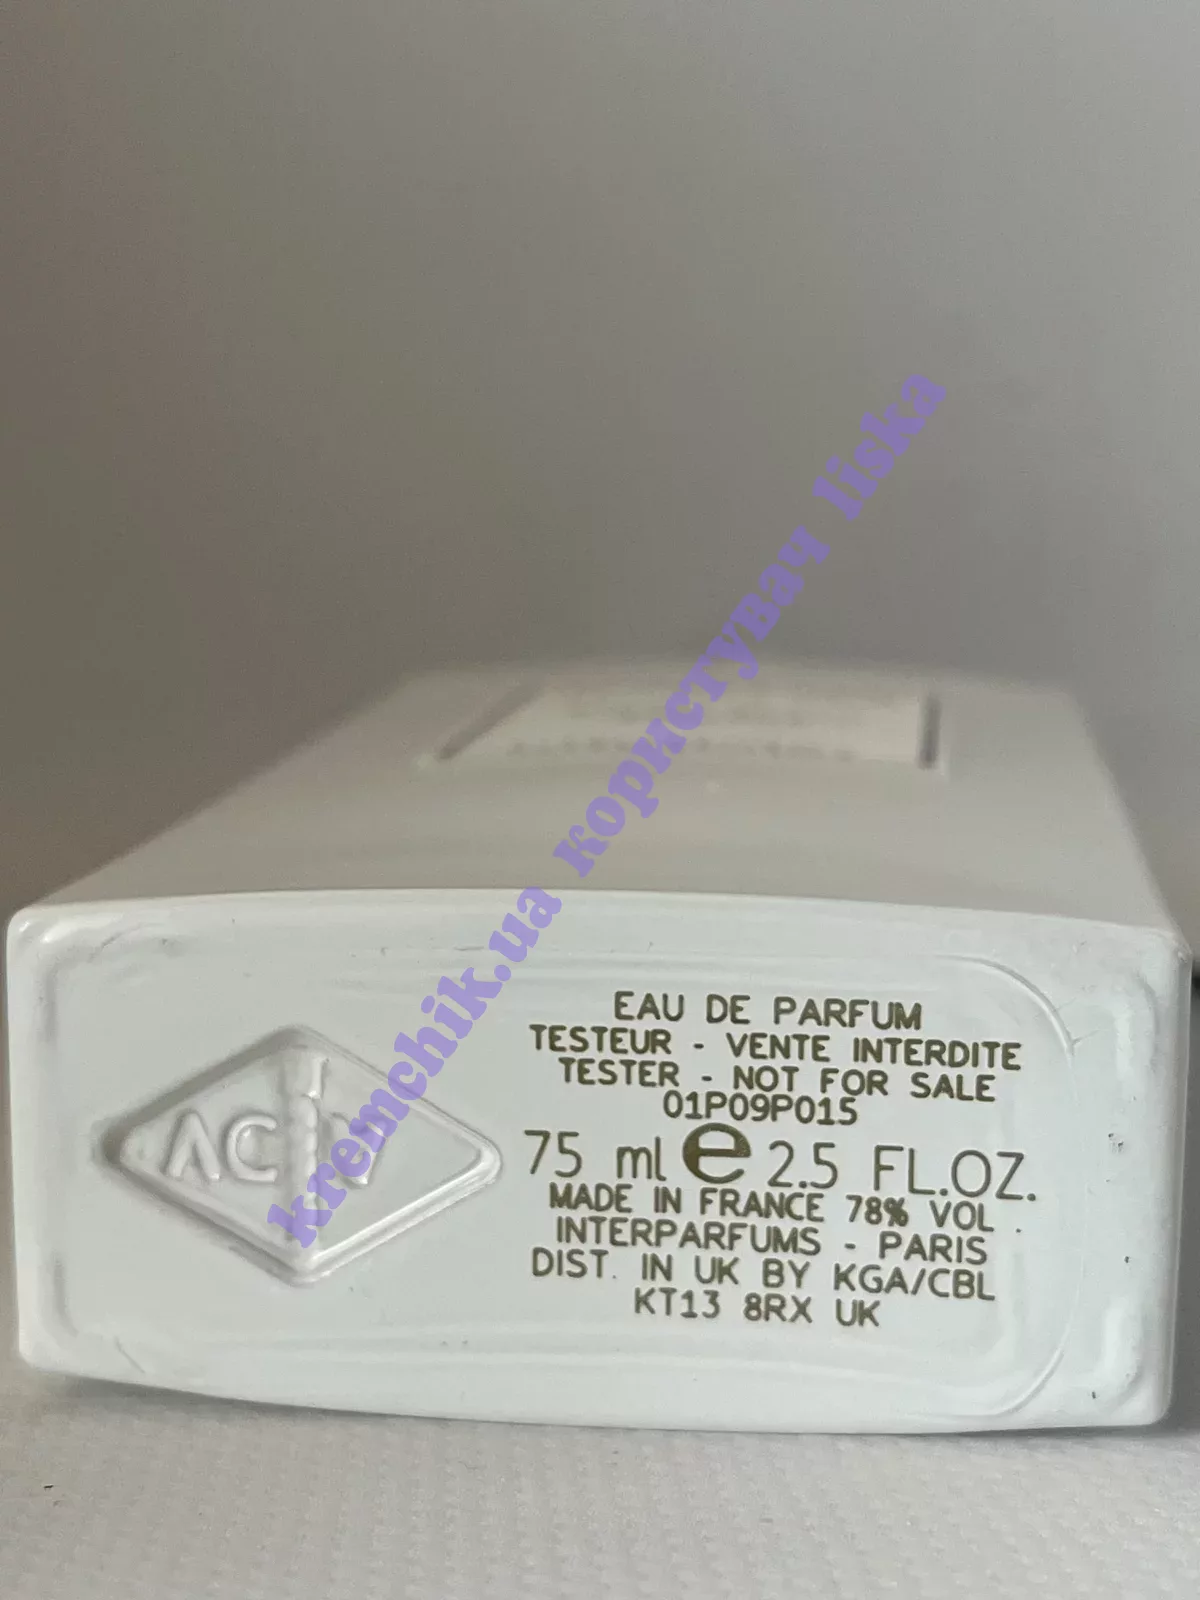 EAU DE PARFUM
TESTEUR - VENTE INTERDITE
TESTER - NOT FOR SALE
01P09P01S
75 ml e 2.5 FL.OZ.
MADE IN FRANCE 78% VOL.
INTERPARFUMS - PARIS
DIST. IN UK BY KGA/CBL
KT13 8RX UK
kremchik.ua користувач liska